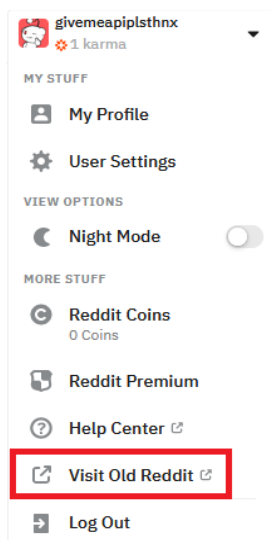 givemeapiplsthnx
1 karma
MY STUFF
My Profile
User Settings
VIEW OPTIONS
Night Mode
MORE STUFF
Reddit Coins
0 Coins
Reddit Premium
Help Center
Visit Old Reddit
Log Out